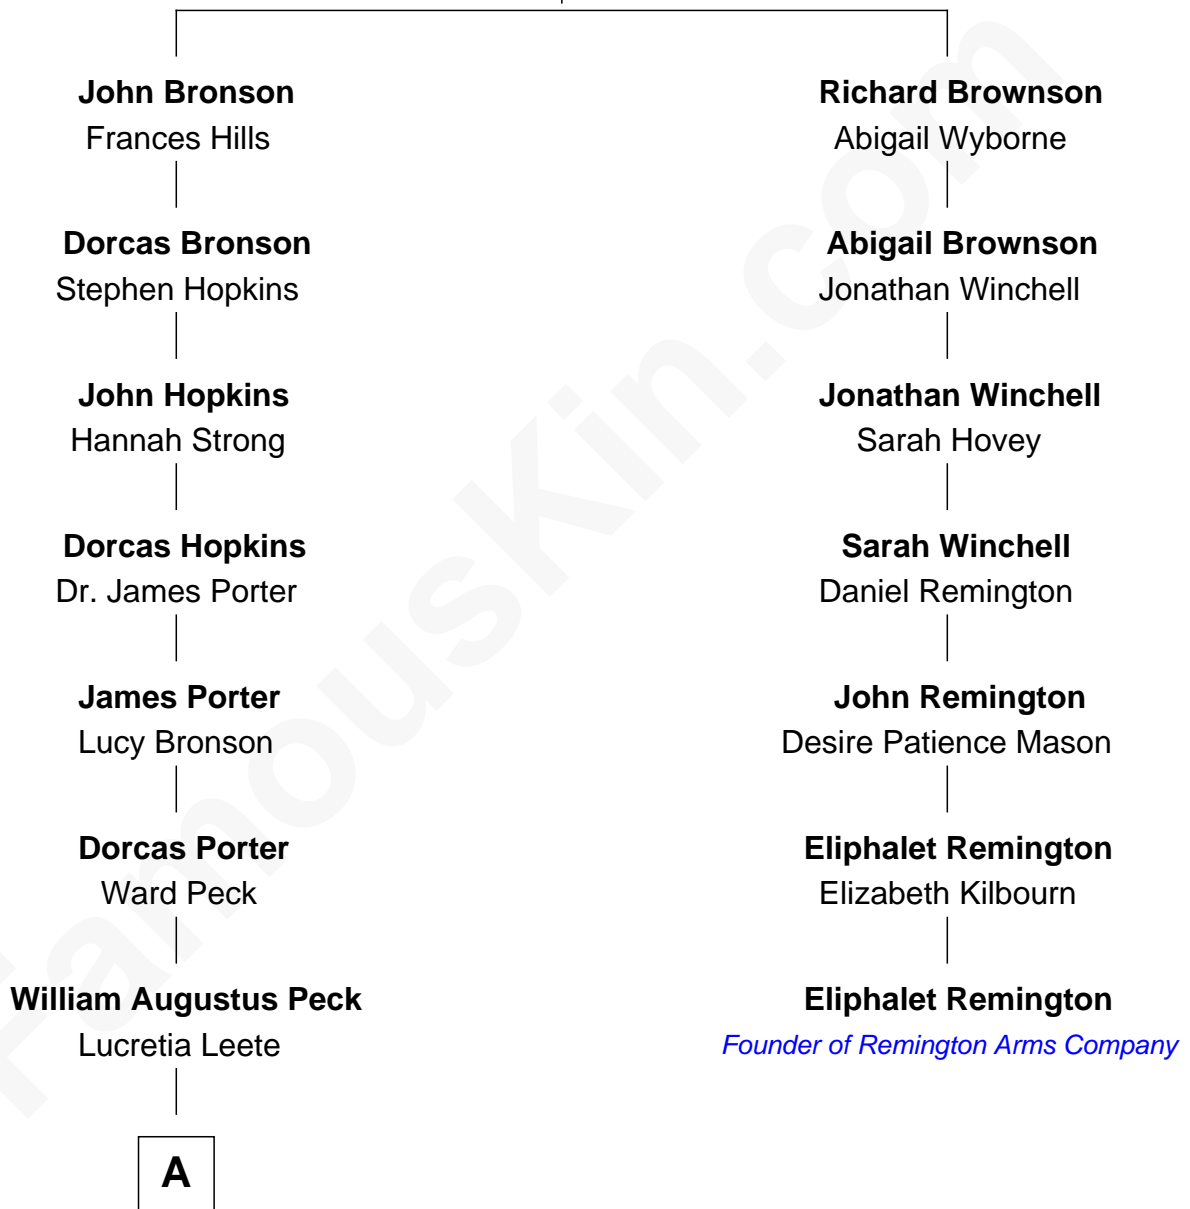 John Bronson
Frances Hills
Dorcas Bronson
Stephen Hopkins
John Hopkins
Hannah Strong
Dorcas Hopkins
Dr. James Porter
James Porter
Lucy Bronson
Dorcas Porter
Ward Peck
William Augustus Peck
Lucretia Leete
A
Richard Brownson
Abigail Wyborne
Abigail Brownson
Jonathan Winchell
Jonathan Winchell
Sarah Hovey
Sarah Winchell
Daniel Remington
John Remington
Desire Patience Mason
Eliphalet Remington
Elizabeth Kilbourn
Eliphalet Remington
Founder of Remington Arms Company
FamousKin.com